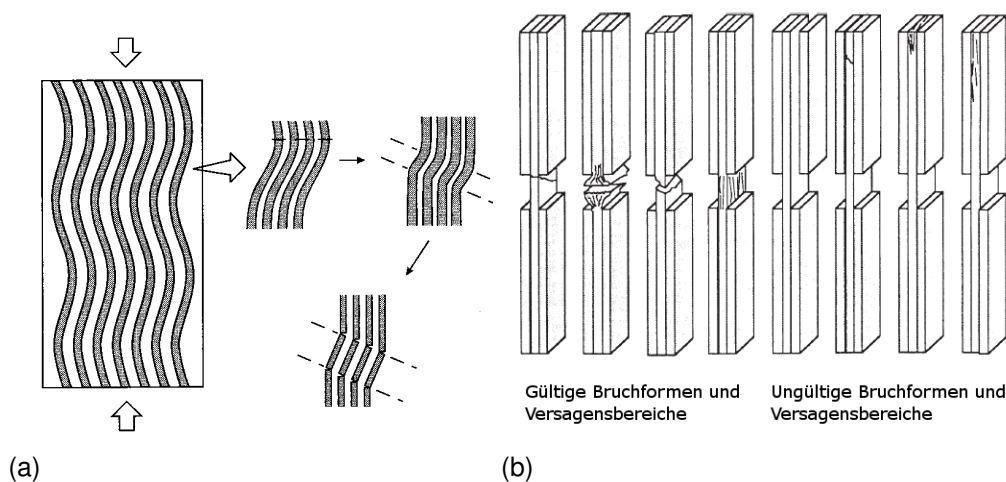 Gültige Bruchformen und
Versagensbereiche
Ungültige Bruchformen und
Versagensbereiche
(a)
(b)